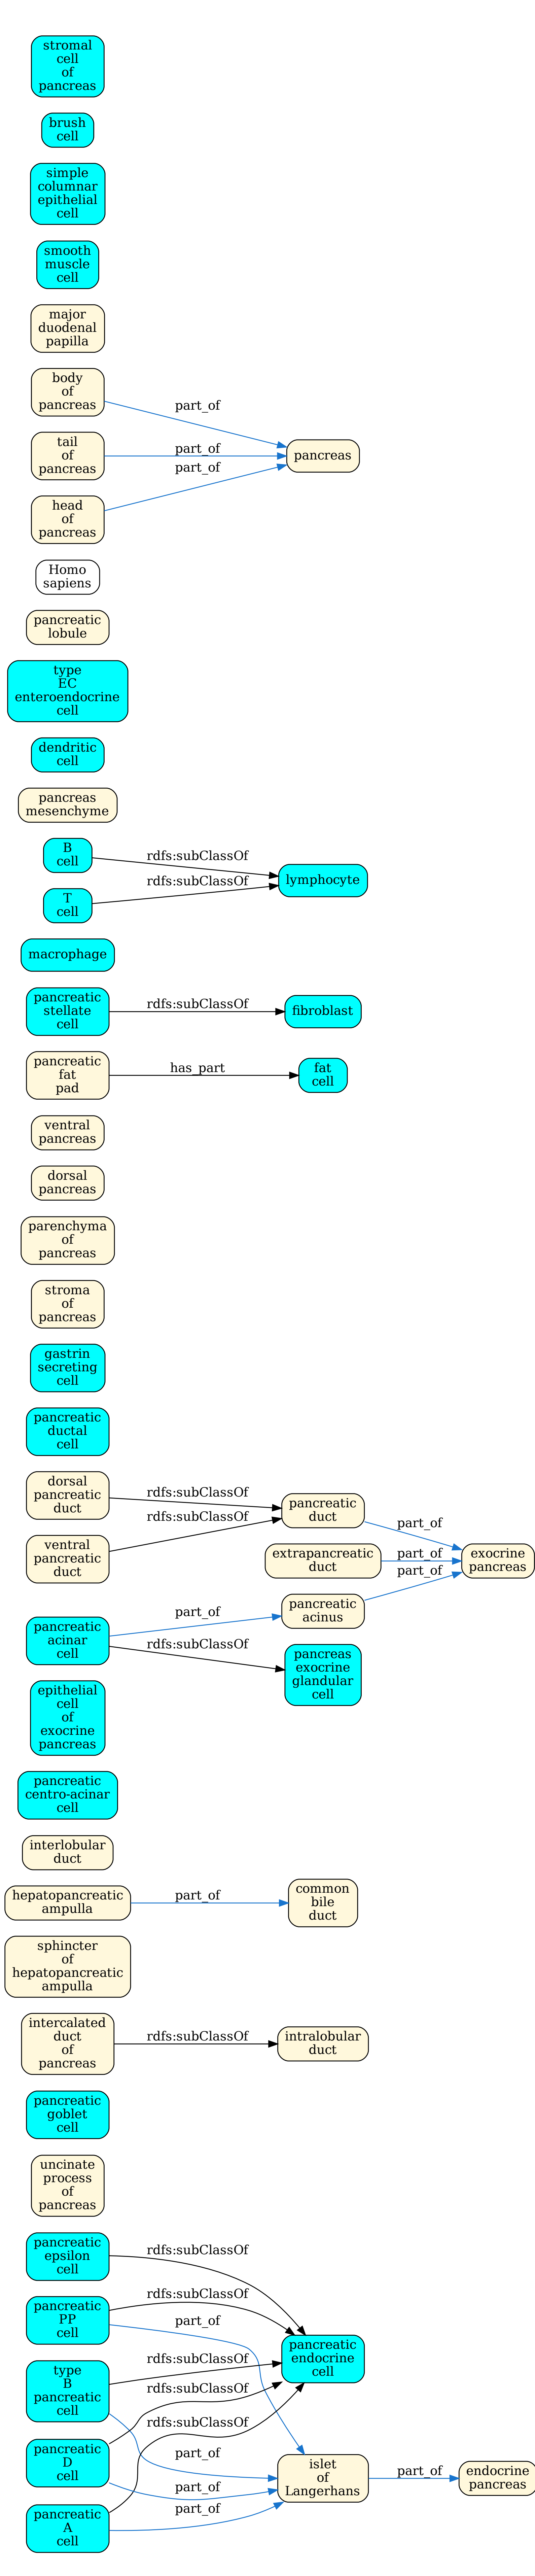 stromal
cell
of
pancreas
brush
cell
simple
columnar
epithelial
cell
smooth
muscle
cell
major
duodenal
papilla
body
of
pancreas
part_of
tail
of
pancreas
part_of
pancreas
part_of
head
of
pancreas
Homo
sapiens
pancreatic
lobule
type
EC
enteroendocrine
cell
dendritic
cell
pancreas
mesenchyme
B
cell
rdfs:subClassOf
lymphocyte
rdfs:subClassOf
T
cell
macrophage
pancreatic
stellate
cell
rdfs:subClassOf
fibroblast
pancreatic
fat
pad
has_part
fat
cell
ventral
pancreas
dorsal
pancreas
parenchyma
of
pancreas
stroma
of
pancreas
gastrin
secreting
cell
pancreatic
ductal
cell
dorsal
pancreatic
duct
rdfs:subClassOf
pancreatic
duct
part_of
rdfs:subClassOf
ventral
pancreatic
duct
extrapancreatic
duct
part_of
exocrine
pancreas
part_of
pancreatic
acinus
part_of
pancreatic
acinar
cell
rdfs:subClassOf
pancreas
exocrine
glandular
cell
epithelial
cell
of
exocrine
pancreas
pancreatic
centro-acinar
cell
interlobular
duct
hepatopancreatic
ampulla
part_of
common
bile
duct
sphincter
of
hepatopancreatic
ampulla
intercalated
duct
of
pancreas
rdfs:subClassOf
intralobular
duct
pancreatic
goblet
cell
uncinate
process
of
pancreas
pancreatic
epsilon
cell
rdfs:subClassOf
pancreatic
PP
cell
rdfs:subClassOf
part_of
pancreatic
endocrine
cell
type
B
pancreatic
cell
rdfs:subClassOf
rdfs:subClassOf
rdfs:subClassOf
part_of
pancreatic
D
cell
part_of
islet
of
Langerhans
part_of
endocrine
pancreas
part_of
pancreatic
A
cell